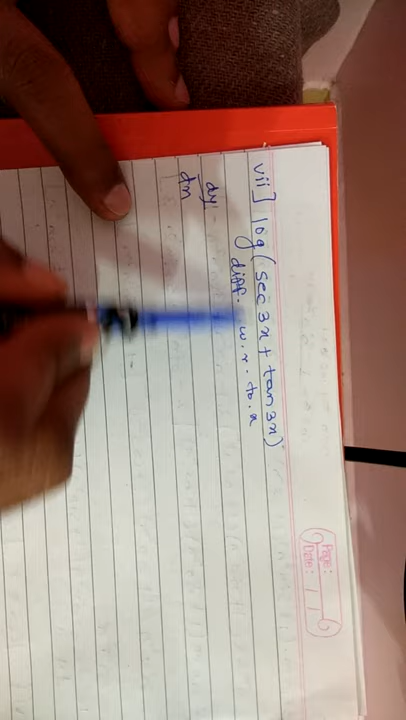 Page:
Date: / /
vii] log (sec 3x + tan 3x)
diff. w.r. to. x
dy
dx